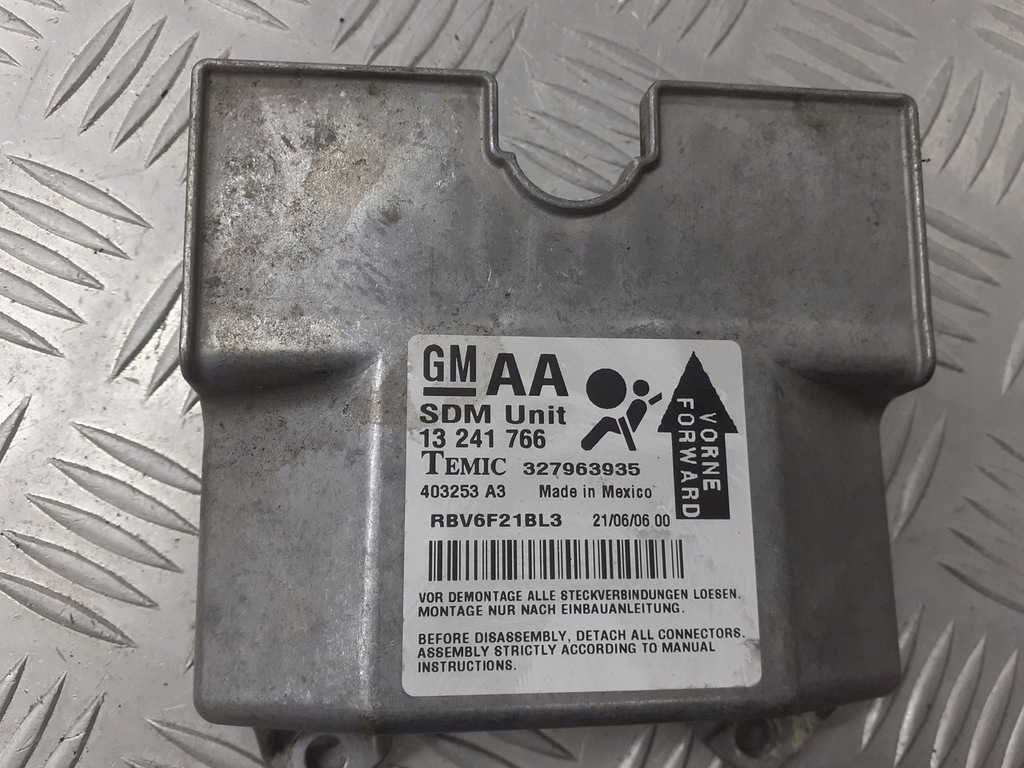 GM AA
SDM Unit
13 241 766
TEMIC 327963935
403253 A3 Made in Mexico
RBV6F21BL3 21/06/06 00
VORNE
FORWARD
VOR DEMONTAGE ALLE STECKVERBINDUNGEN LOESEN.
MONTAGE NUR NACH EINBAUANLEITUNG.
BEFORE DISASSEMBLY, DETACH ALL CONNECTORS.
ASSEMBLY STRICTLY ACCORDING TO MANUAL
INSTRUCTIONS.